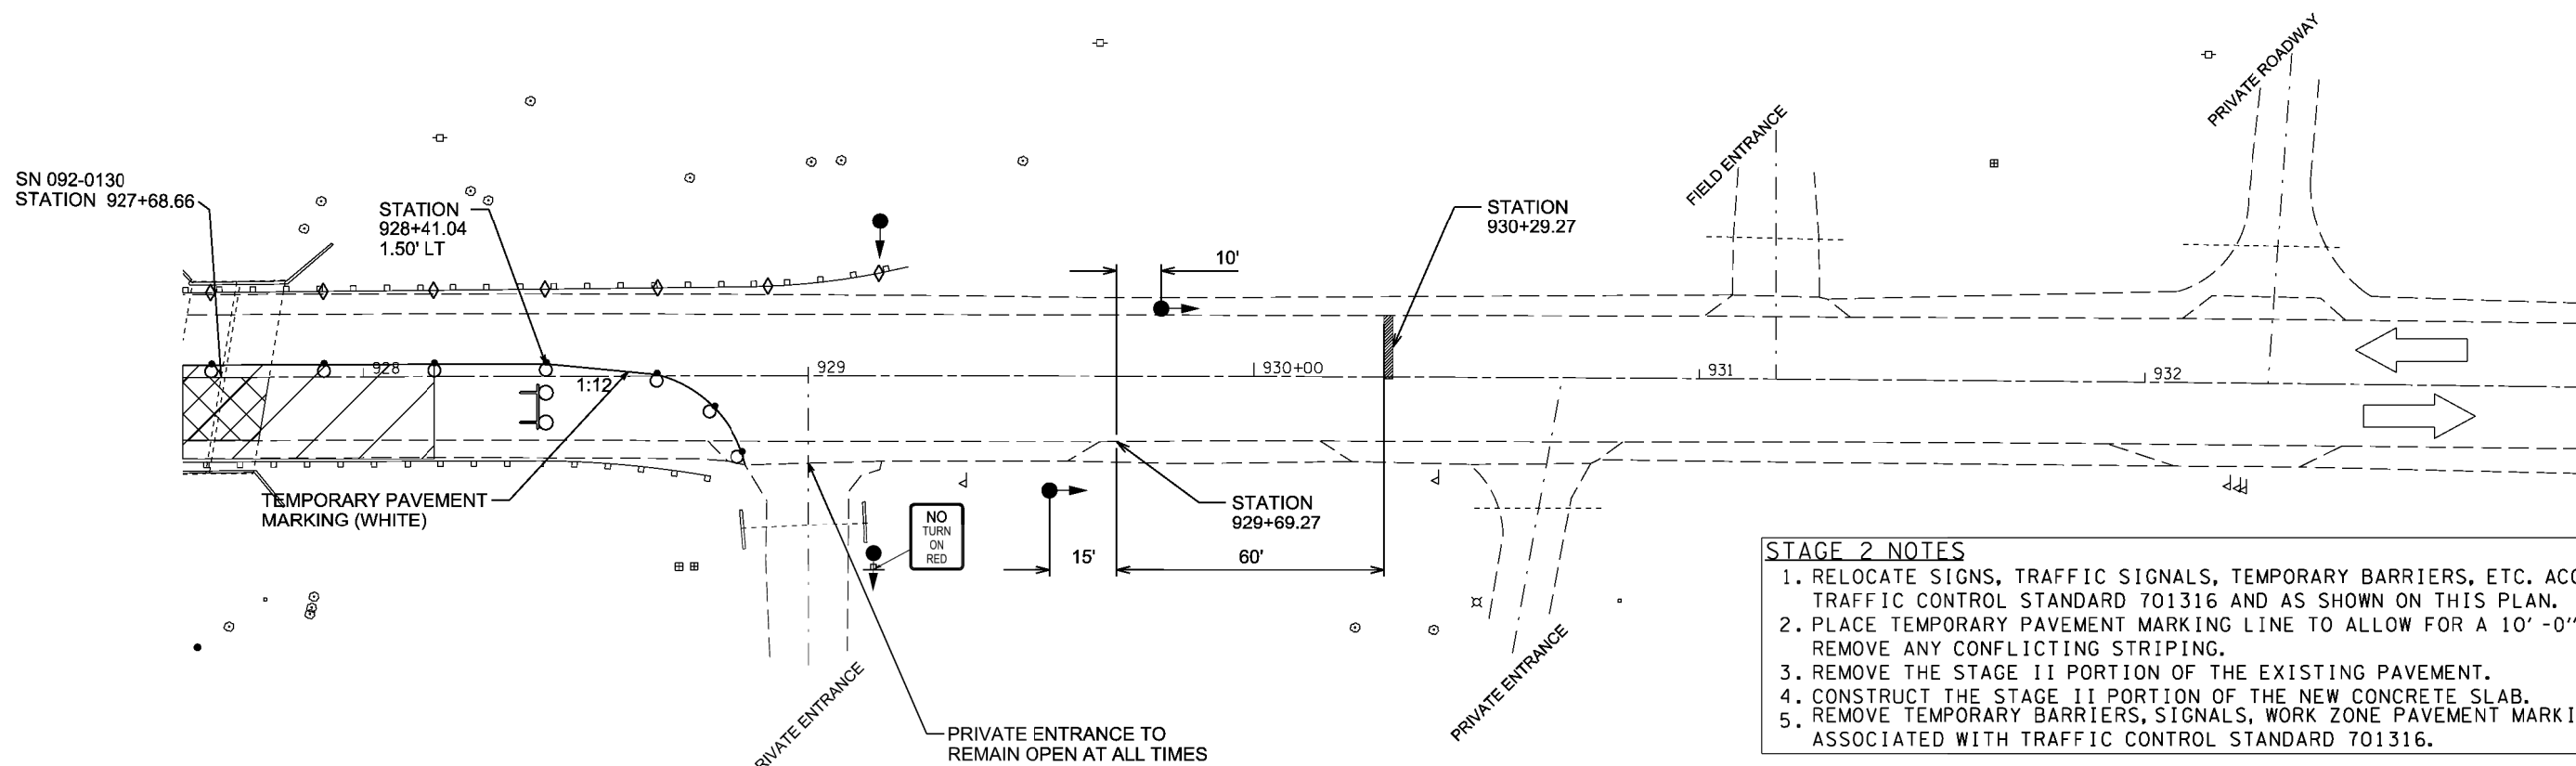 PRIVATE ROADWAY
FIELD ENTRANCE
SN 092-0130
STATION 927+68.66
STATION
928+41.04
1.50' LT
STATION
930+29.27
10'
928
929
930+00
931
932
1:12
TEMPORARY PAVEMENT
MARKING (WHITE)
NO
TURN
ON
RED
STATION
929+69.27
15'
60'
PRIVATE ENTRANCE
RIVATE ENTRANCE
PRIVATE ENTRANCE TO
REMAIN OPEN AT ALL TIMES
STAGE 2 NOTES
1. RELOCATE SIGNS, TRAFFIC SIGNALS, TEMPORARY BARRIERS, ETC. ACC
TRAFFIC CONTROL STANDARD 701316 AND AS SHOWN ON THIS PLAN.
2. PLACE TEMPORARY PAVEMENT MARKING LINE TO ALLOW FOR A 10'-0"
REMOVE ANY CONFLICTING STRIPING.
3. REMOVE THE STAGE II PORTION OF THE EXISTING PAVEMENT.
4. CONSTRUCT THE STAGE II PORTION OF THE NEW CONCRETE SLAB.
5. REMOVE TEMPORARY BARRIERS, SIGNALS, WORK ZONE PAVEMENT MARKI
ASSOCIATED WITH TRAFFIC CONTROL STANDARD 701316.